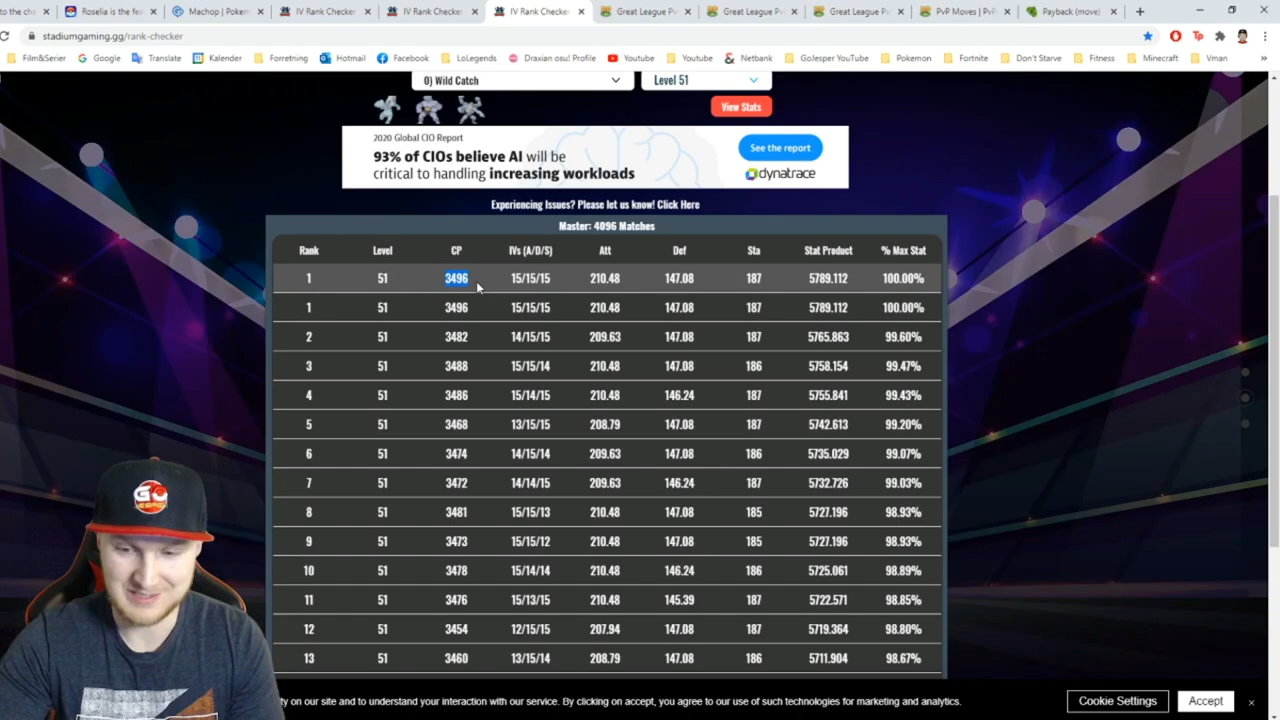 to the cha
Roselia is the fea
Machop | Pokem
IV Rank Checker
IV Rank Checker
IV Rank Checker
Great League Pv
Great League Pv
Great League Pv
PvP Moves | PvP
Payback (move)
stadiumgaming.gg/rank-checker
Film&Serier
Google
Translate
Kalender
Forretning
Hotmail
Facebook
LoLegends
Draxian osu! Profile
Youtube
Youtube
Netbank
GoJesper YouTube
Pokemon
Fortnite
Don't Starve
Fitness
Minecraft
Vman
0) Wild Catch
Level 51
View Stats
2020 Global CIO Report
93% of CIOs believe AI will be
critical to handling increasing workloads
See the report
dynatrace
Experiencing Issues? Please let us know! Click Here
Master: 4096 Matches
Rank Level CP IVs (A/D/S) Att Def Sta Stat Product % Max Stat
1 51 3496 15/15/15 210.48 147.08 187 5789.112 100.00%
1 51 3496 15/15/15 210.48 147.08 187 5789.112 100.00%
2 51 3482 14/15/15 209.63 147.08 187 5765.863 99.60%
3 51 3488 15/15/14 210.48 147.08 186 5758.154 99.47%
4 51 3486 15/14/15 210.48 146.24 187 5755.841 99.43%
5 51 3468 13/15/15 208.79 147.08 187 5742.613 99.20%
6 51 3474 14/15/14 209.63 147.08 186 5735.029 99.07%
7 51 3472 14/14/15 209.63 146.24 187 5732.726 99.03%
8 51 3481 15/15/13 210.48 147.08 185 5727.196 98.93%
9 51 3473 15/15/12 210.48 147.08 185 5727.196 98.93%
10 51 3478 15/14/14 210.48 146.24 186 5725.061 98.89%
11 51 3476 15/13/15 210.48 145.39 187 5722.571 98.85%
12 51 3454 12/15/15 207.94 147.08 187 5719.364 98.80%
13 51 3460 13/15/14 208.79 147.08 186 5711.904 98.67%
GO
ity on our site and to understand your interaction with our service. By clicking on accept, you agree to our use of such technologies for marketing and analytics.
Cookie Settings
Accept